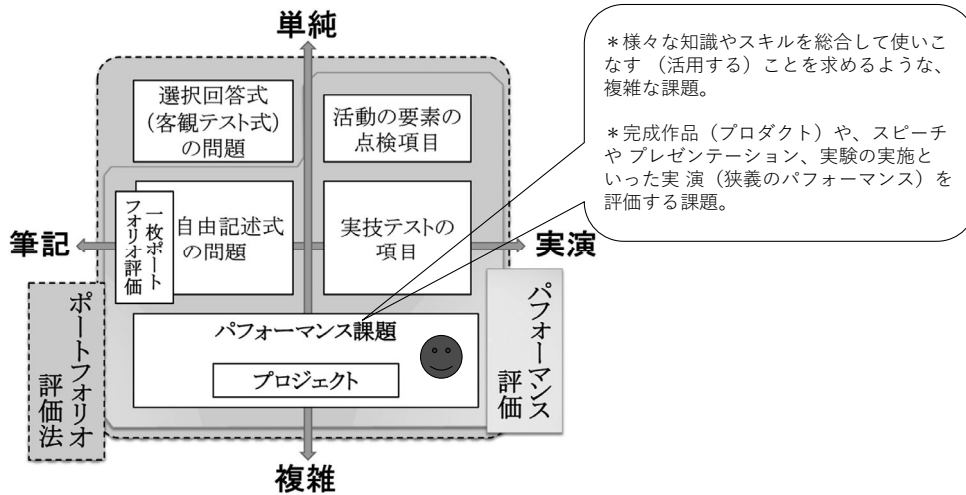 単純
選択回答式
（客観テスト式）
の問題
活動の要素の
点検項目
一枚ポート
フォリオ評価
自由記述式
の問題
実技テストの
項目
筆記
実演
パフォーマンス課題
プロジェクト
ポートフォリオ
評価法
パフォーマンス
評価
複雑
＊様々な知識やスキルを総合して使いこ
なす （活用する）ことを求めるような、
複雑な課題。
＊完成作品（プロダクト）や、スピーチ
や プレゼンテーション、実験の実施と
いった実 演（狭義のパフォーマンス）を
評価する課題。